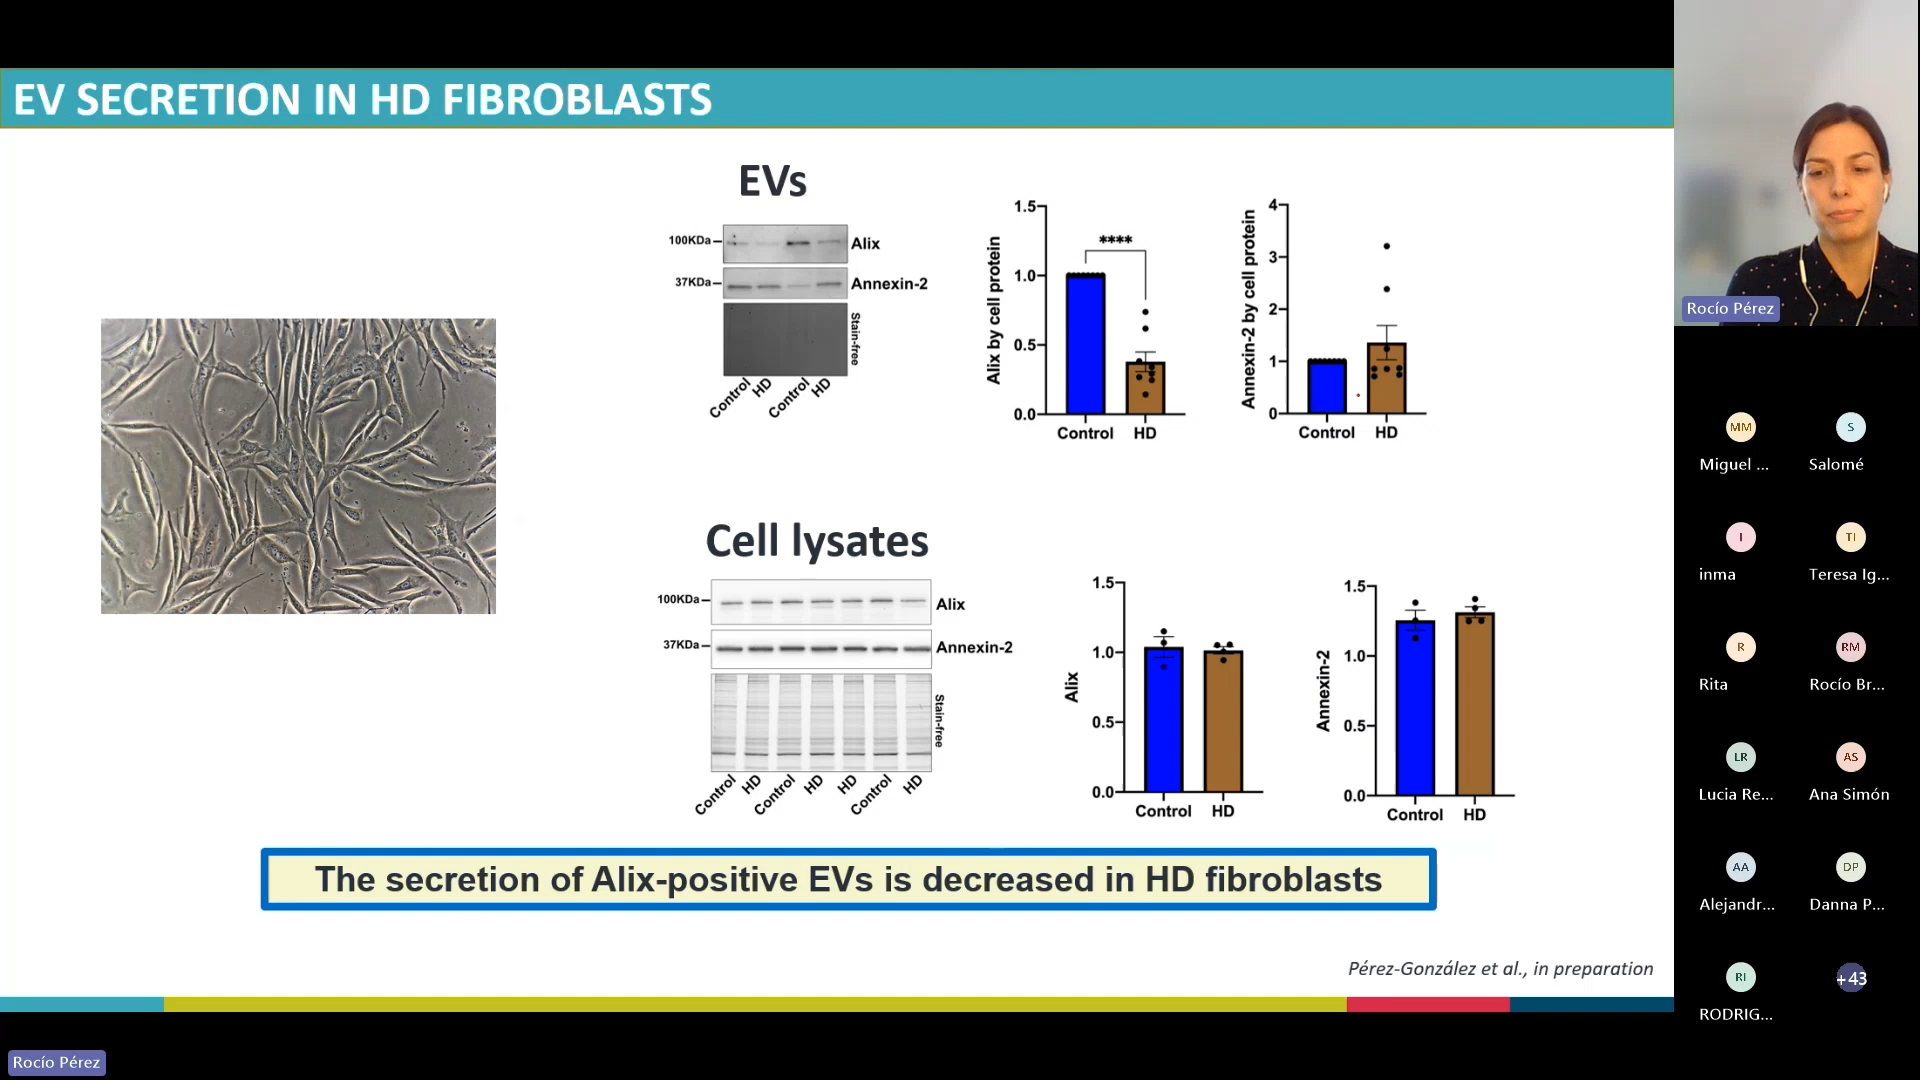 EV SECRETION IN HD FIBROBLASTS
EVs
100KDa
Alix
37KDa
Annexin-2
Stain-free
Control
HD
Control
HD
Alix by cell protein
1.5
1.0
0.5
0.0
****
Control
HD
Annexin-2 by cell protein
4
3
2
1
0
Control
HD
Cell lysates
100KDa
Alix
37KDa
Annexin-2
Stain-free
Control
HD
Control
HD
HD
Control
HD
Alix
1.5
1.0
0.5
0.0
Control
HD
Annexin-2
1.5
1.0
0.5
0.0
Control
HD
The secretion of Alix-positive EVs is decreased in HD fibroblasts
Pérez-González et al., in preparation
Rocío Pérez
Rocío Pérez
MM
Miguel ...
S
Salomé
I
inma
TI
Teresa Ig...
R
Rita
RM
Rocío Br...
LR
Lucia Re...
AS
Ana Simón
AA
Alejandr...
DP
Danna P...
RI
RODRIG...
+43